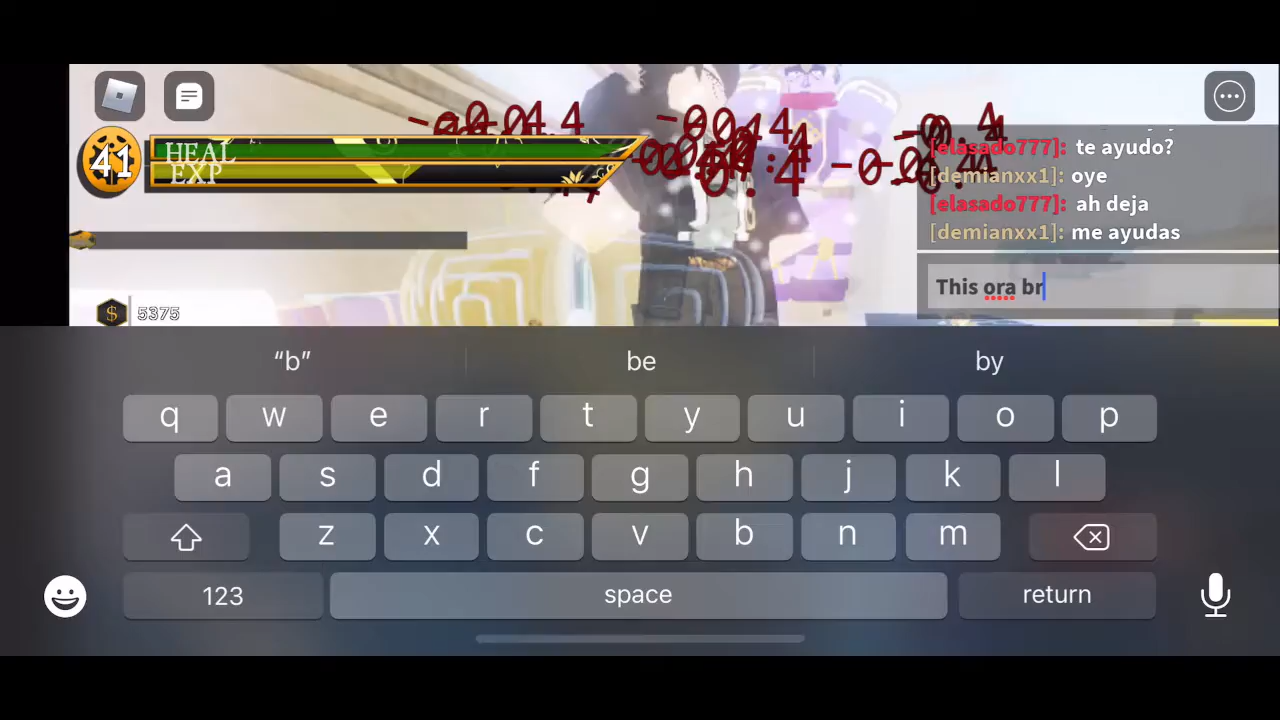 41
HEAL
EXP
$ 5375
[elasado777]: te ayudo?
[demianxx1]: oye
[elasado777]: ah deja
[demianxx1]: me ayudas
This ora br
“b” be by
q w e r t y u i o p
a s d f g h j k l
z x c v b n m
123 space return